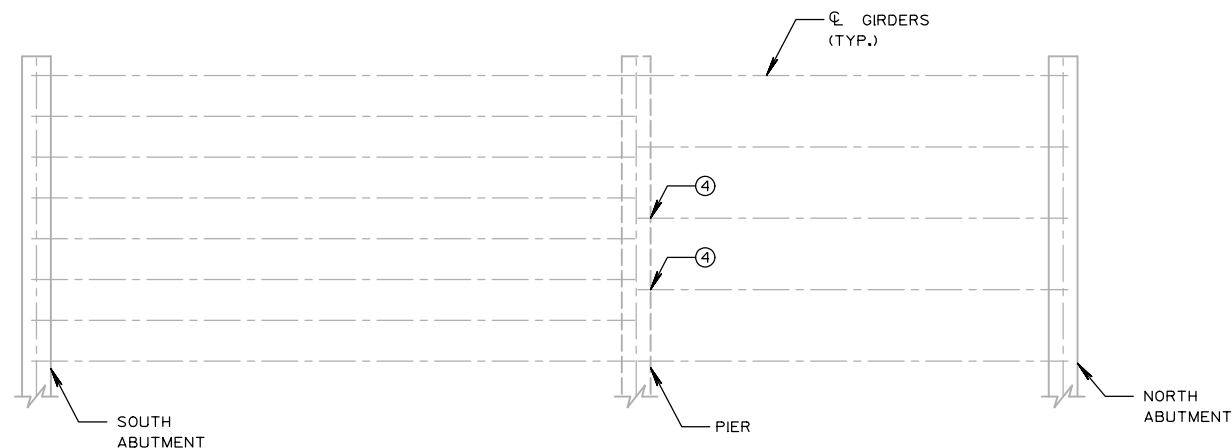 ℄ GIRDERS
(TYP.)
4
4
SOUTH
ABUTMENT
PIER
NORTH
ABUTMENT